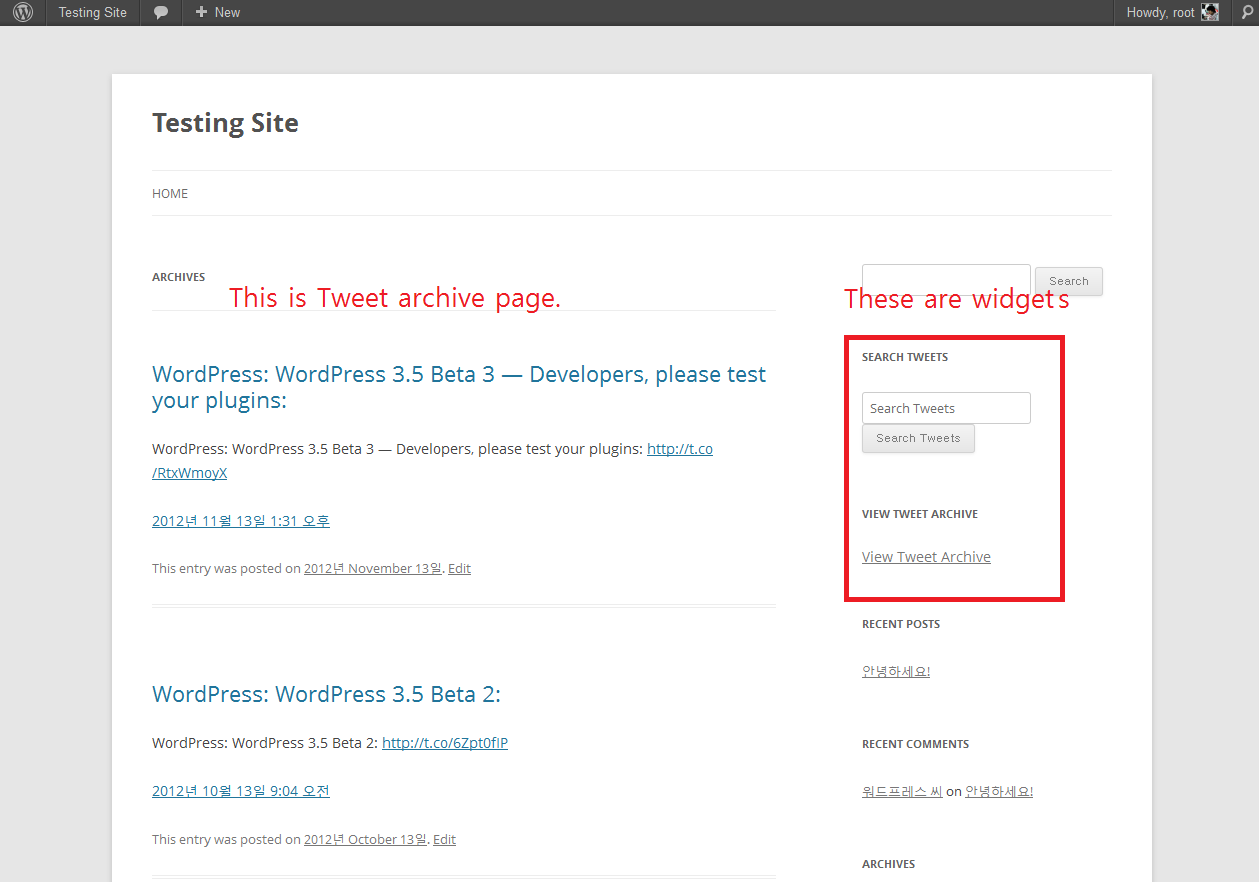 Testing Site
New
Howdy, root
Testing Site
HOME
ARCHIVES
This is Tweet archive page.
WordPress: WordPress 3.5 Beta 3 — Developers, please test
your plugins:
WordPress: WordPress 3.5 Beta 3 — Developers, please test your plugins: http://t.co
/RtxWmoyX
2012년 11월 13일 1:31 오후
This entry was posted on 2012년 November 13일. Edit
WordPress: WordPress 3.5 Beta 2:
WordPress: WordPress 3.5 Beta 2: http://t.co/6Zpt0fIP
2012년 10월 13일 9:04 오전
This entry was posted on 2012년 October 13일. Edit
Search
These are widgets
SEARCH TWEETS
Search Tweets
Search Tweets
VIEW TWEET ARCHIVE
View Tweet Archive
RECENT POSTS
안녕하세요!
RECENT COMMENTS
워드프레스 씨 on 안녕하세요!
ARCHIVES